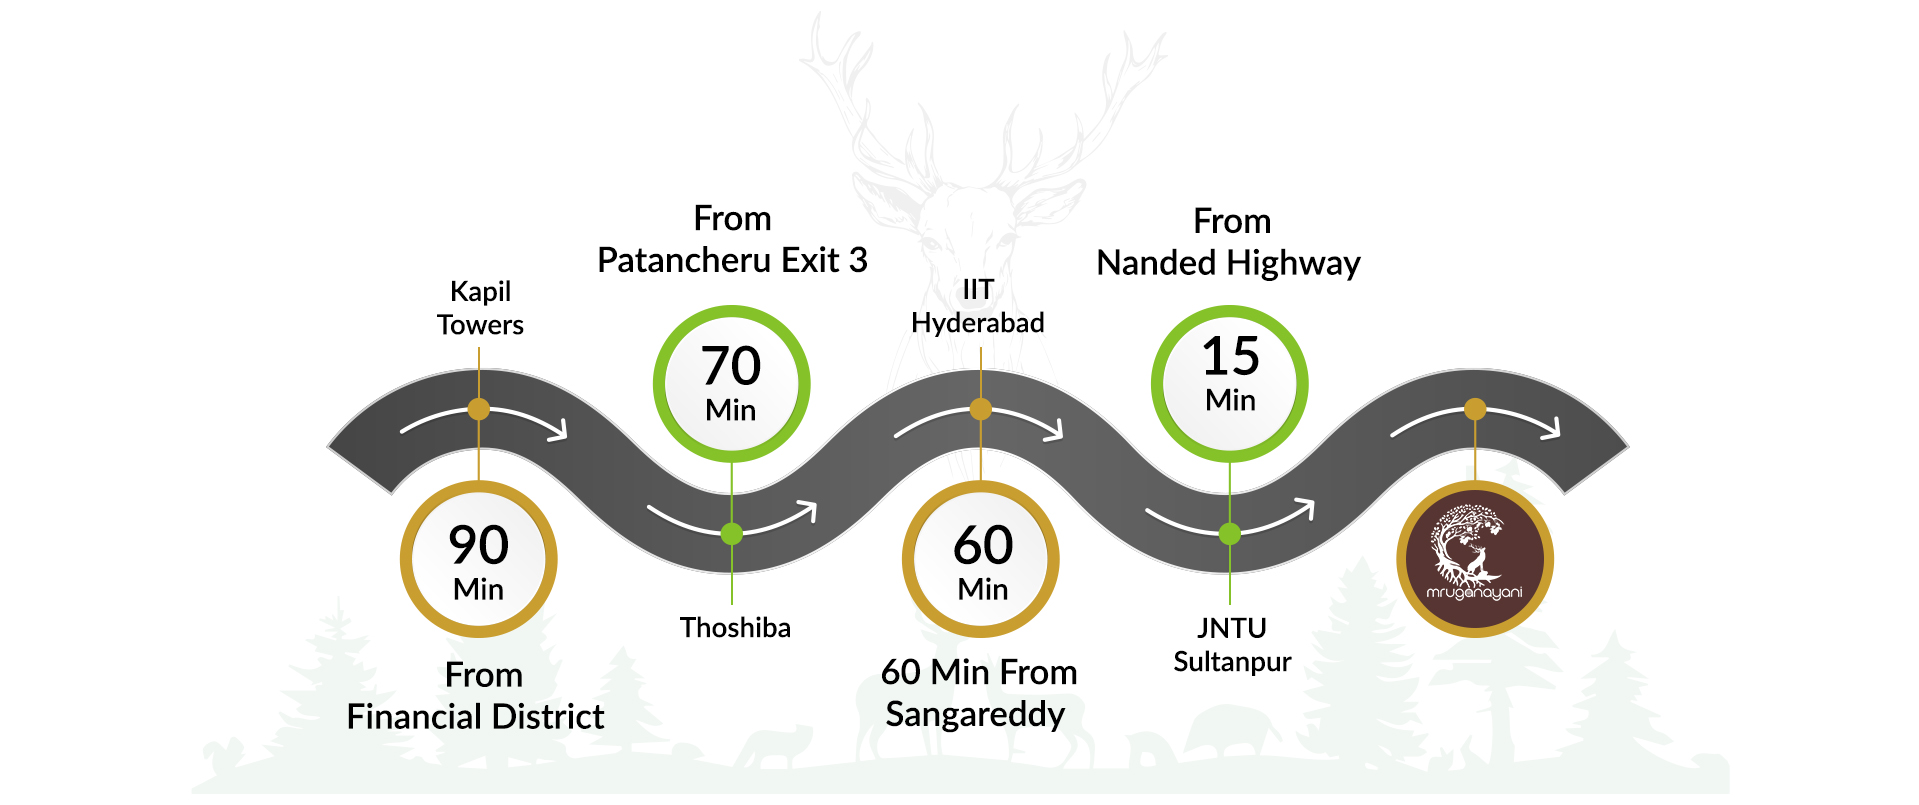 Kapil
Towers
90
Min
From
Financial District
From
Patancheru Exit 3
70
Min
Thoshiba
IIT
Hyderabad
60
Min
60 Min From
Sangareddy
From
Nanded Highway
15
Min
JNTU
Sultanpur
mruganayani